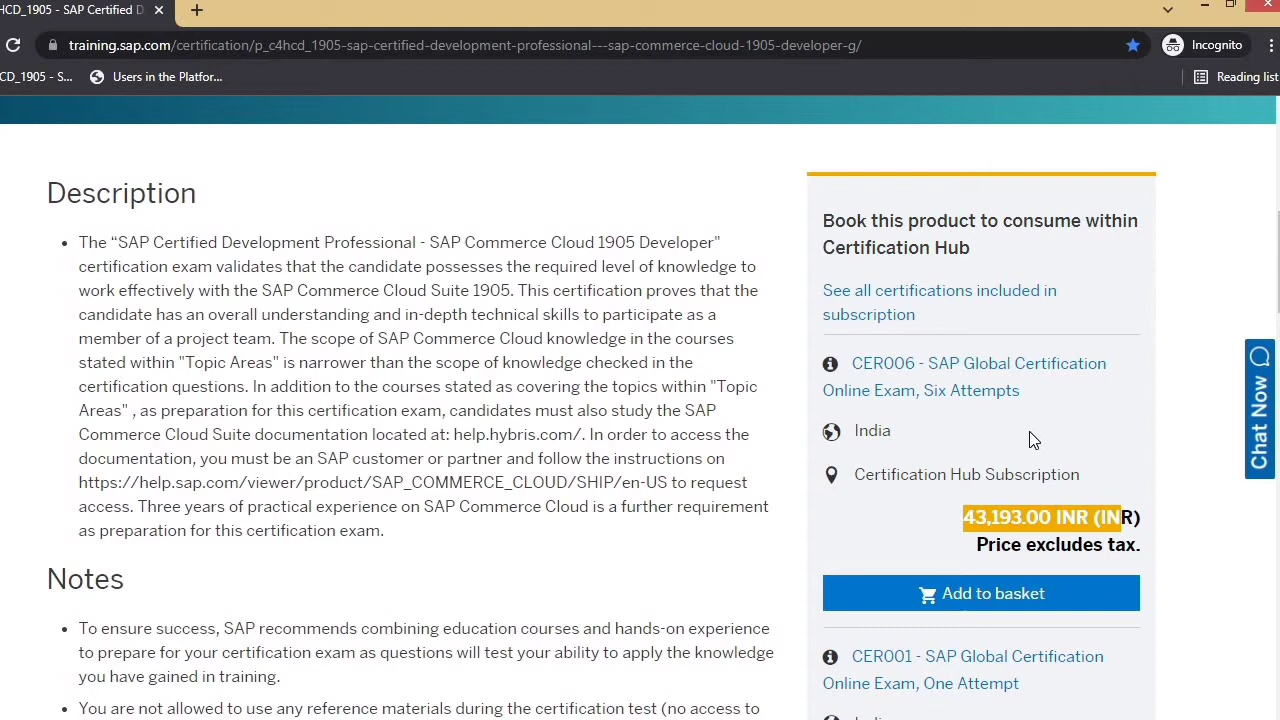 HCD_1905 - SAP Certified D
training.sap.com/certification/p_c4hcd_1905-sap-certified-development-professional---sap-commerce-cloud-1905-developer-g/
Incognito
CD_1905 - S...
Users in the Platfor...
Reading list
Description
The “SAP Certified Development Professional - SAP Commerce Cloud 1905 Developer"
certification exam validates that the candidate possesses the required level of knowledge to
work effectively with the SAP Commerce Cloud Suite 1905. This certification proves that the
candidate has an overall understanding and in-depth technical skills to participate as a
member of a project team. The scope of SAP Commerce Cloud knowledge in the courses
stated within "Topic Areas" is narrower than the scope of knowledge checked in the
certification questions. In addition to the courses stated as covering the topics within "Topic
Areas" , as preparation for this certification exam, candidates must also study the SAP
Commerce Cloud Suite documentation located at: help.hybris.com/. In order to access the
documentation, you must be an SAP customer or partner and follow the instructions on
https://help.sap.com/viewer/product/SAP_COMMERCE_CLOUD/SHIP/en-US to request
access. Three years of practical experience on SAP Commerce Cloud is a further requirement
as preparation for this certification exam.
Notes
To ensure success, SAP recommends combining education courses and hands-on experience
to prepare for your certification exam as questions will test your ability to apply the knowledge
you have gained in training.
You are not allowed to use any reference materials during the certification test (no access to
Book this product to consume within
Certification Hub
See all certifications included in
subscription
CER006 - SAP Global Certification
Online Exam, Six Attempts
India
Certification Hub Subscription
43,193.00 INR (INR)
Price excludes tax.
Add to basket
CER001 - SAP Global Certification
Online Exam, One Attempt
Chat Now